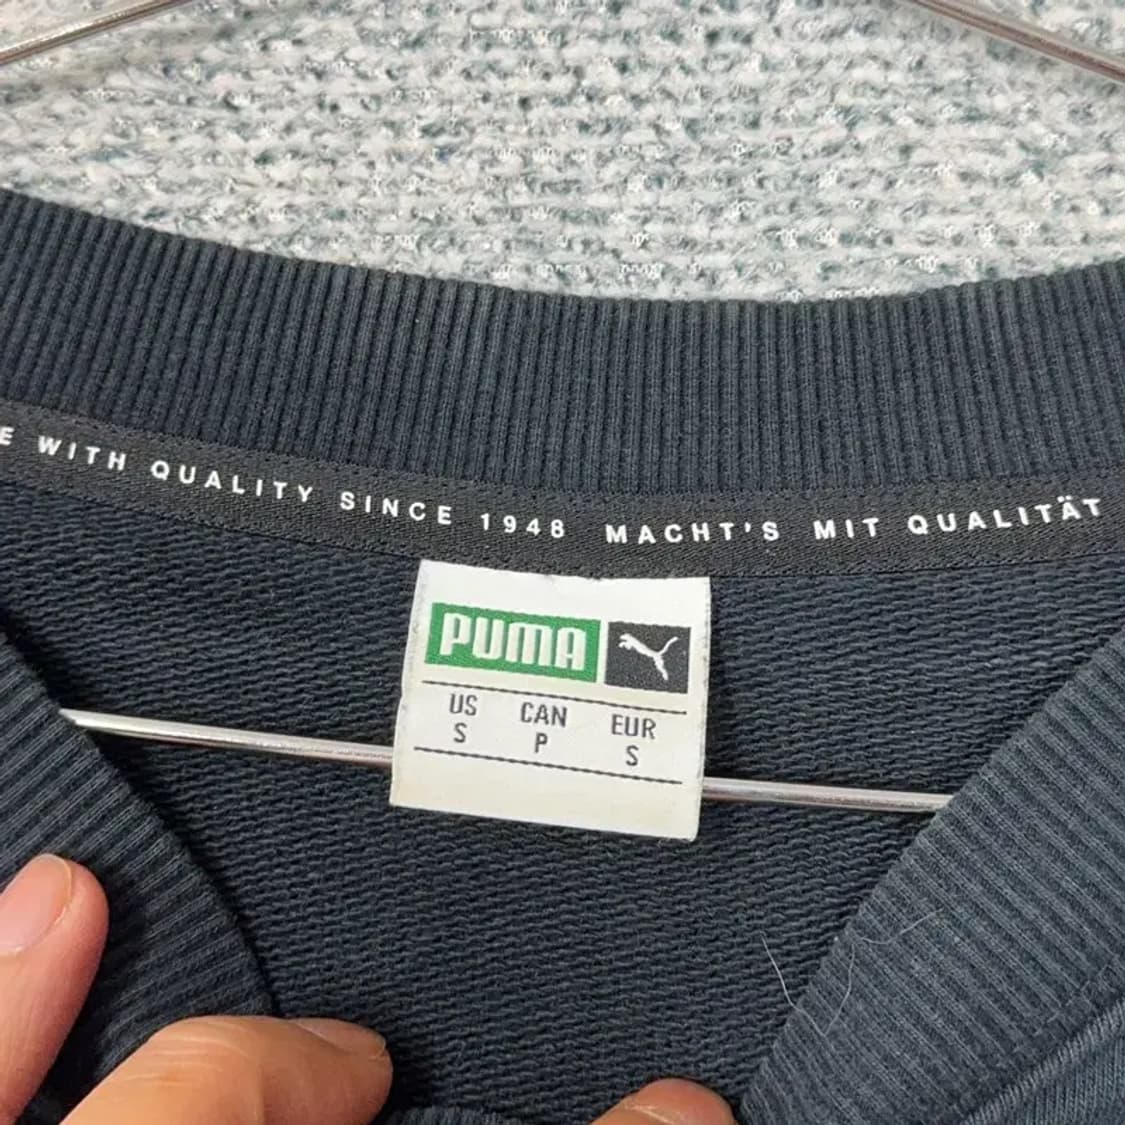 E WITH QUALITY SINCE 1948 MACHT'S MIT QUALITÄT
PUMA
US CAN EUR
S P S